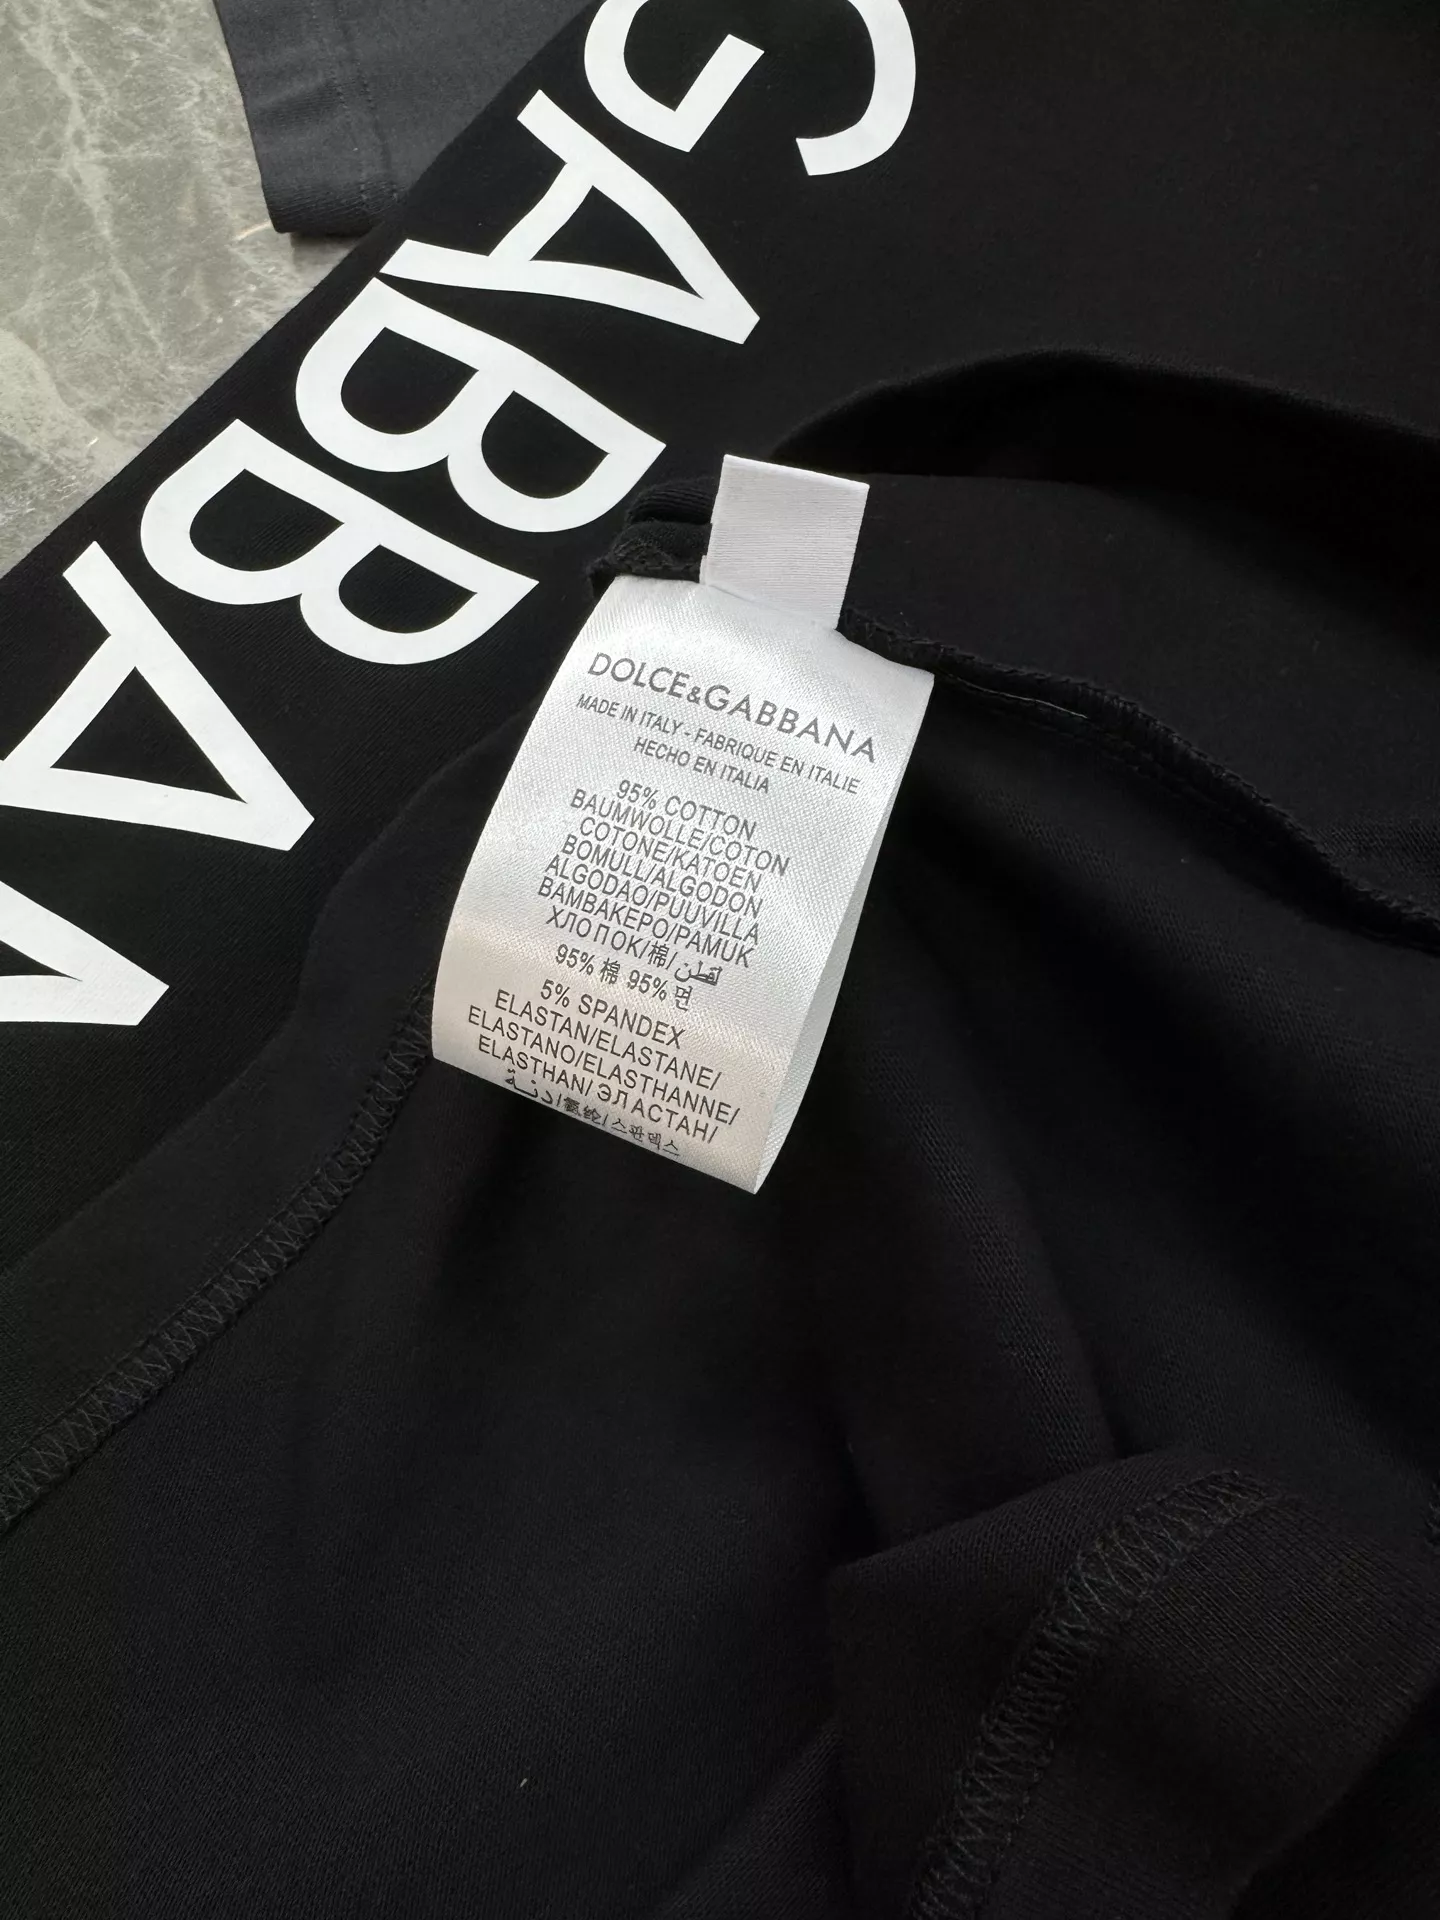 GABBANA
DOLCE&GABBANA
MADE IN ITALY - FABRIQUE EN ITALIE
HECHO EN ITALIA
95% COTTON
BAUMWOLLE/COTON
COTONE/KATOEN
BOMULL/ALGODON
ALGODAO/PUUVILLA
BAMBAKEPO/PAMUK
ХЛОПОК/棉/
95% 棉 95% 면
5% SPANDEX
ELASTAN/ELASTANE/
ELASTANO/ELASTHANNE/
ELASTHAN/ ЭЛАСТАН/
/氨纶/스판덱스